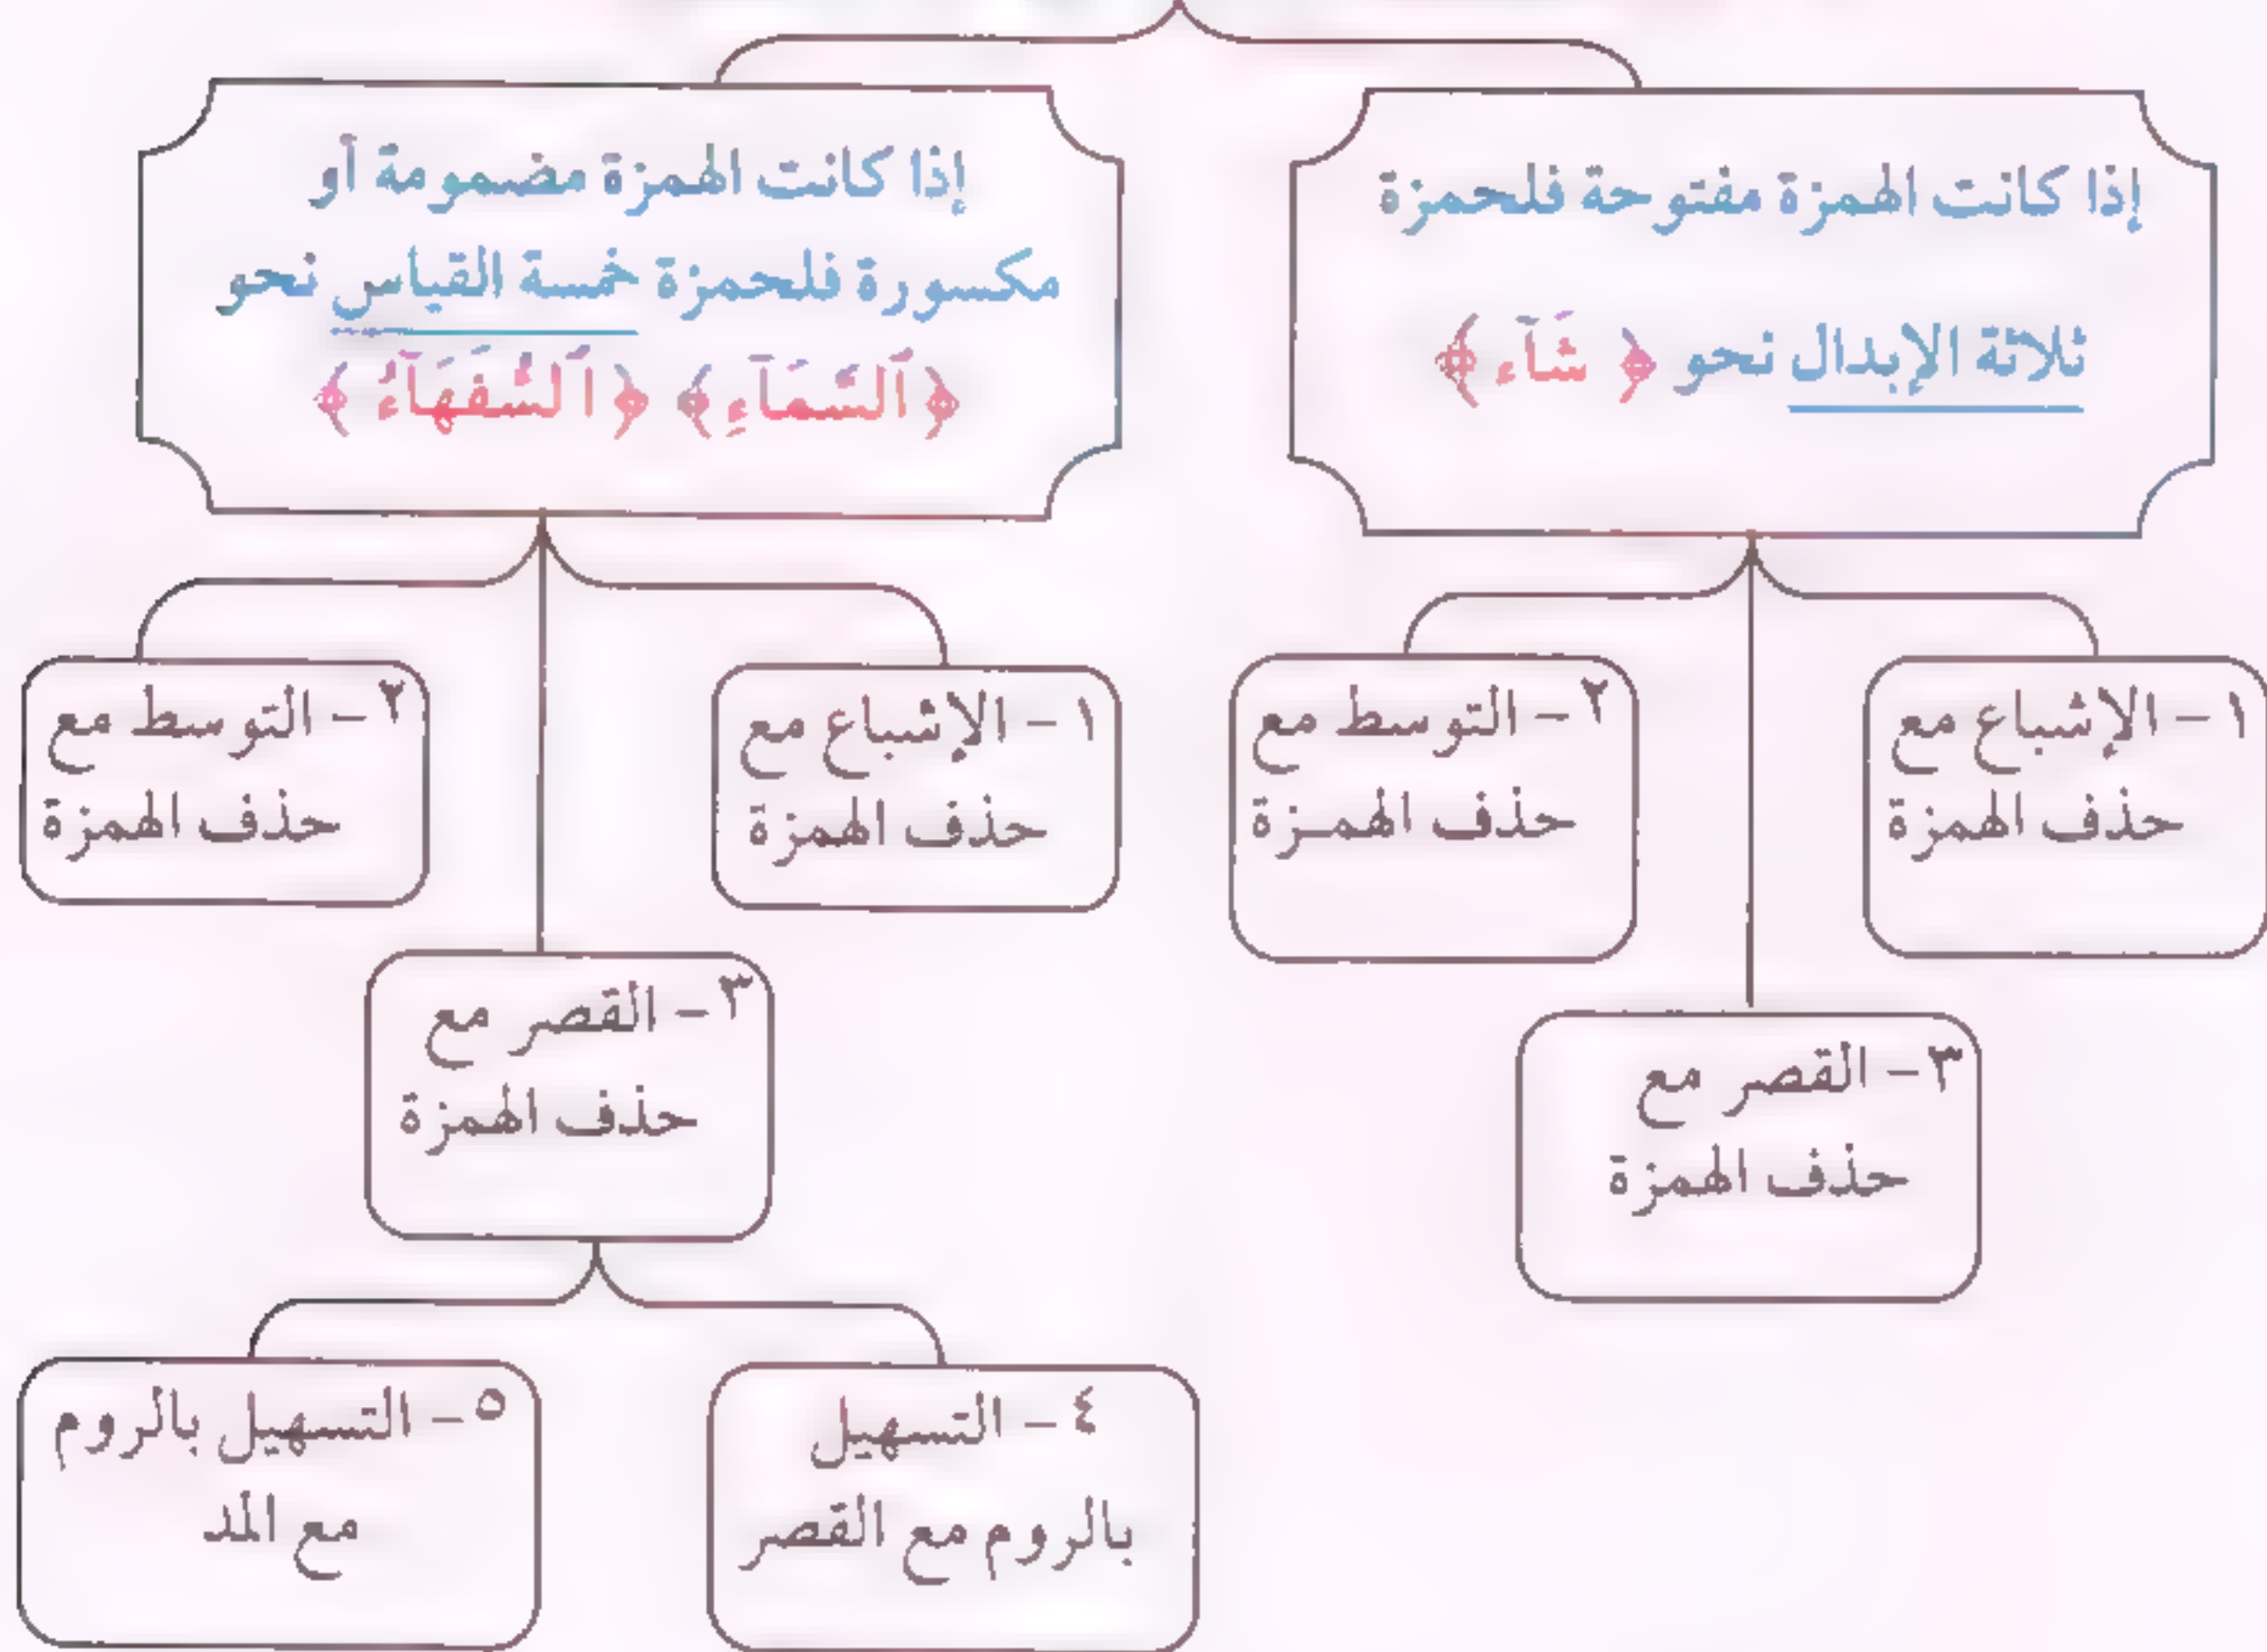 إذا كانت الهمزة مفتوحة فلحمزة
ثلاثة الإبدال نحو ﴿ شَآء ﴾
١ - الإشباع مع
حذف الهمزة
٢ - التوسط مع
حذف الهمزة
٣ - القصر مع
حذف الهمزة
إذا كانت الهمزة مضمومة أو
مكسورة فلحمزة خمسة القياس نحو
﴿ اَلسَّمَآءِ ﴾ ﴿ اَلسُّفَهَآءُ ﴾
١ - الإشباع مع
حذف الهمزة
٢ - التوسط مع
حذف الهمزة
٣ - القصر مع
حذف الهمزة
٤ - التسهيل
بالروم مع القصر
٥ - التسهيل بالروم
مع المد